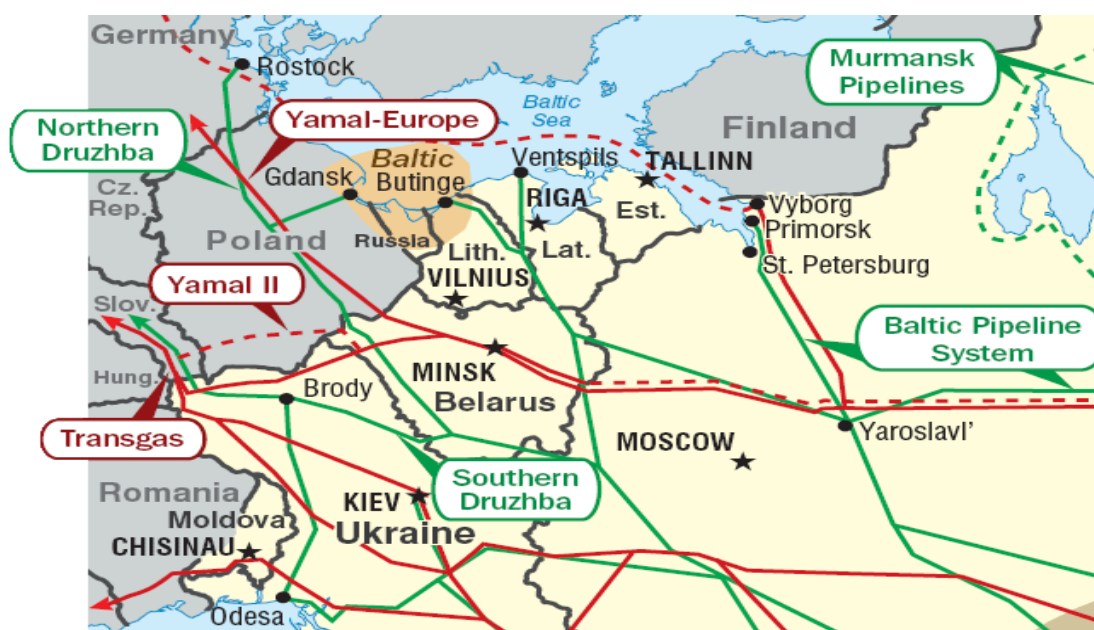 Germany
Rostock
Murmansk
Pipelines
Northern
Druzhba
Yamal-Europe
Baltic
Sea
Finland
Cz.
Rep.
Gdansk
Baltic
Butinge
Ventspils
TALLINN
RIGA
Est.
Vyborg
Primorsk
St. Petersburg
Poland
Russia
Lith.
Lat.
VILNIUS
Yamal II
Slov.
Baltic Pipeline
System
Hung.
Brody
MINSK
Belarus
Transgas
MOSCOW
Yaroslavl’
Southern
Druzhba
Romania
Moldova
CHISINAU
KIEV
Ukraine
Odesa